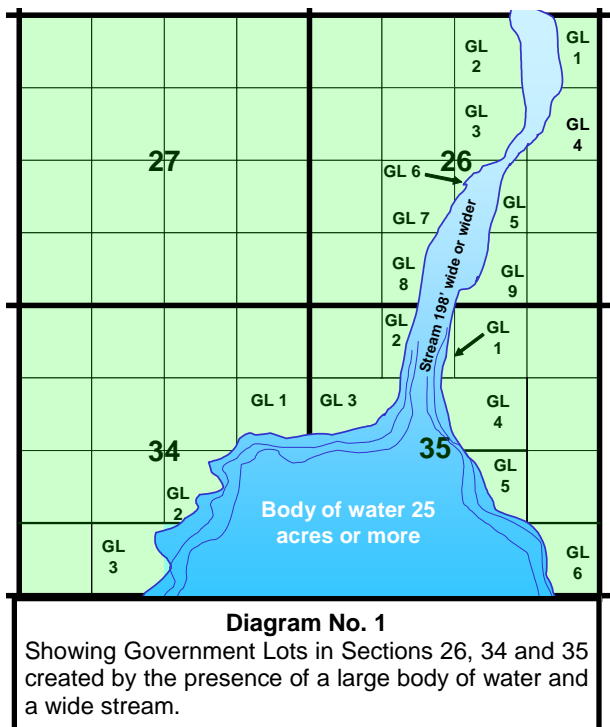 GL
2
GL
1
GL
3
GL
4
27
26
GL 6
GL
5
GL 7
Stream 198' wide or wider
GL
8
GL
9
GL
2
GL
1
GL 1
GL 3
GL
4
34
35
GL
5
GL
2
Body of water 25
acres or more
GL
3
GL
6
Diagram No. 1
Showing Government Lots in Sections 26, 34 and 35
created by the presence of a large body of water and
a wide stream.